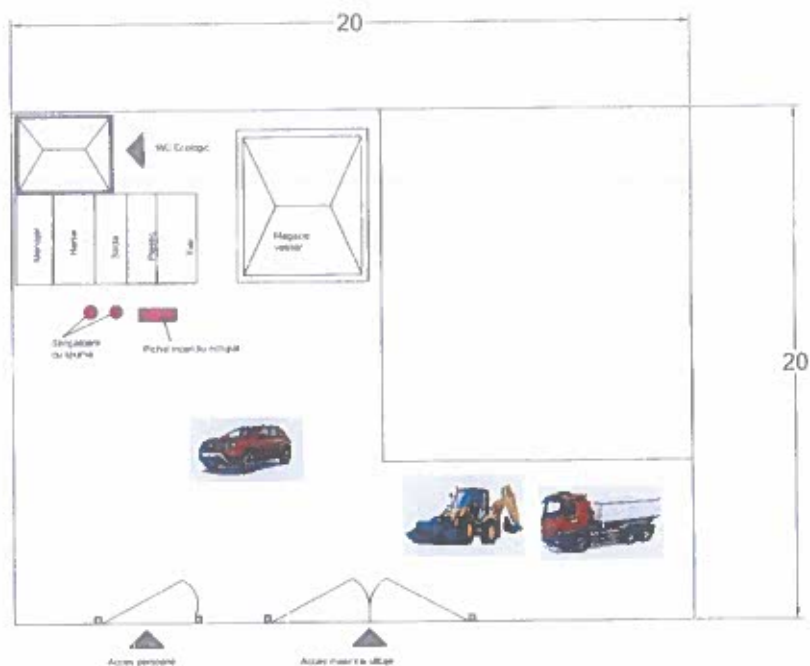 20
WC Ecologic
Menajer
Hartie
Sticla
Plastic
Fier
Magazie
vestiar
Stingatoare
cu spuma
Pichet incendiu echipat
20
Acces persoane
Acces masini si utilaje